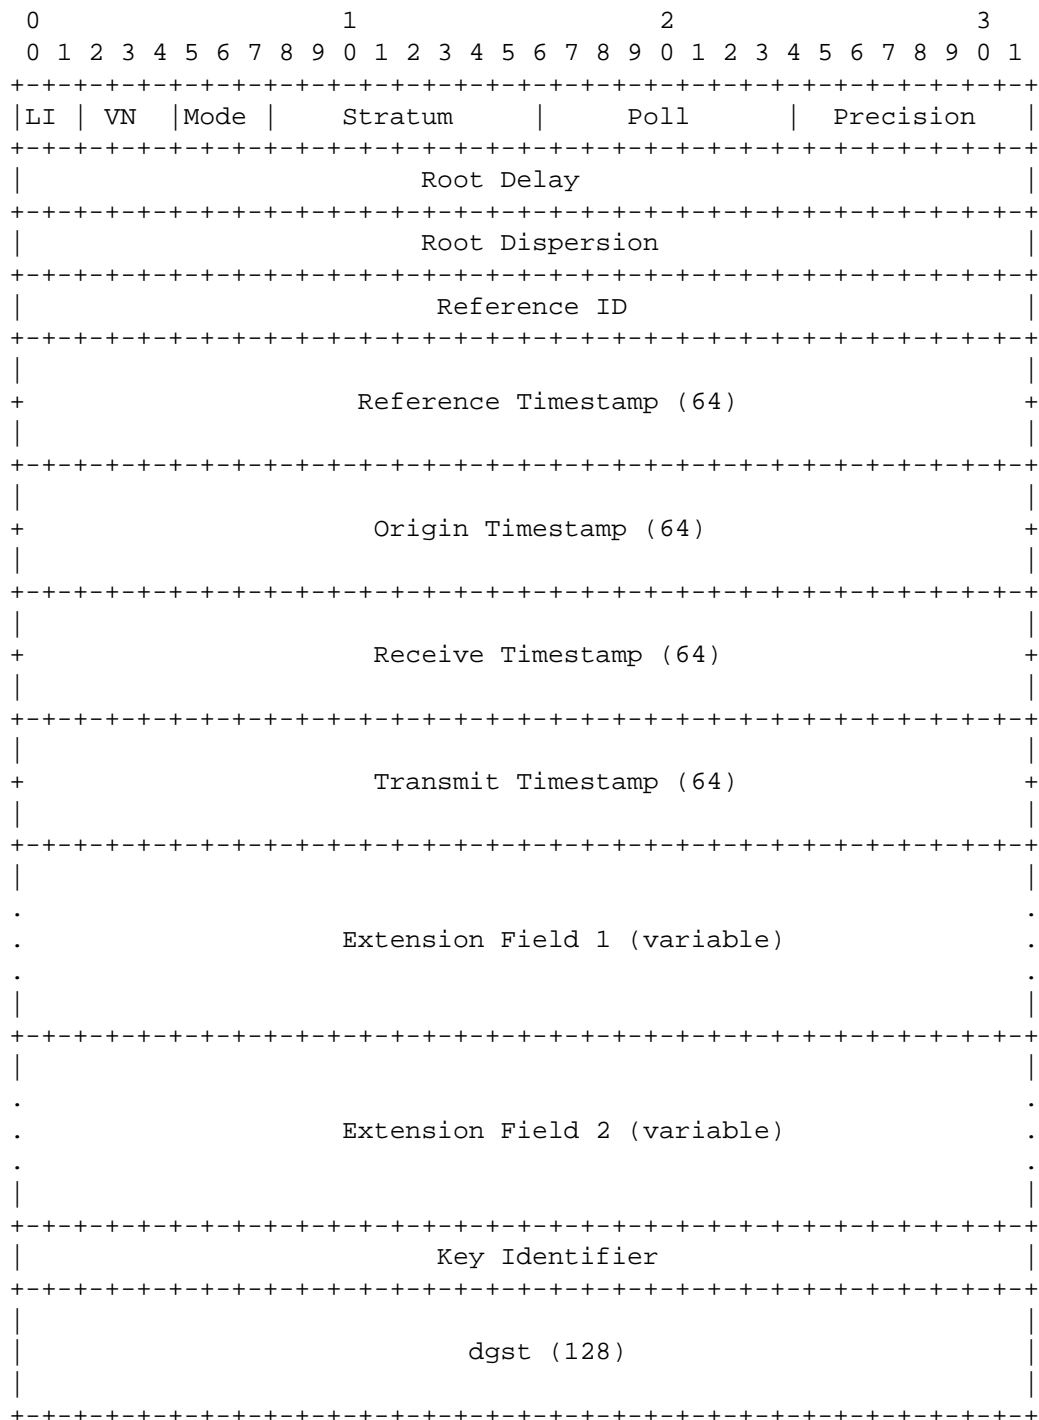 0                   1                   2                   3
 0 1 2 3 4 5 6 7 8 9 0 1 2 3 4 5 6 7 8 9 0 1 2 3 4 5 6 7 8 9 0 1
+-+-+-+-+-+-+-+-+-+-+-+-+-+-+-+-+-+-+-+-+-+-+-+-+-+-+-+-+-+-+-+-+
|LI | VN  |Mode |    Stratum     |     Poll      |  Precision   |
+-+-+-+-+-+-+-+-+-+-+-+-+-+-+-+-+-+-+-+-+-+-+-+-+-+-+-+-+-+-+-+-+
|                         Root Delay                            |
+-+-+-+-+-+-+-+-+-+-+-+-+-+-+-+-+-+-+-+-+-+-+-+-+-+-+-+-+-+-+-+-+
|                         Root Dispersion                       |
+-+-+-+-+-+-+-+-+-+-+-+-+-+-+-+-+-+-+-+-+-+-+-+-+-+-+-+-+-+-+-+-+
|                          Reference ID                         |
+-+-+-+-+-+-+-+-+-+-+-+-+-+-+-+-+-+-+-+-+-+-+-+-+-+-+-+-+-+-+-+-+
|                                                               |
+                     Reference Timestamp (64)                  +
|                                                               |
+-+-+-+-+-+-+-+-+-+-+-+-+-+-+-+-+-+-+-+-+-+-+-+-+-+-+-+-+-+-+-+-+
|                                                               |
+                      Origin Timestamp (64)                    +
|                                                               |
+-+-+-+-+-+-+-+-+-+-+-+-+-+-+-+-+-+-+-+-+-+-+-+-+-+-+-+-+-+-+-+-+
|                                                               |
+                      Receive Timestamp (64)                   +
|                                                               |
+-+-+-+-+-+-+-+-+-+-+-+-+-+-+-+-+-+-+-+-+-+-+-+-+-+-+-+-+-+-+-+-+
|                                                               |
+                      Transmit Timestamp (64)                  +
|                                                               |
+-+-+-+-+-+-+-+-+-+-+-+-+-+-+-+-+-+-+-+-+-+-+-+-+-+-+-+-+-+-+-+-+
|                                                               |
.                                                               .
.                    Extension Field 1 (variable)               .
.                                                               .
|                                                               |
+-+-+-+-+-+-+-+-+-+-+-+-+-+-+-+-+-+-+-+-+-+-+-+-+-+-+-+-+-+-+-+-+
|                                                               |
.                                                               .
.                    Extension Field 2 (variable)               .
.                                                               .
|                                                               |
+-+-+-+-+-+-+-+-+-+-+-+-+-+-+-+-+-+-+-+-+-+-+-+-+-+-+-+-+-+-+-+-+
|                          Key Identifier                       |
+-+-+-+-+-+-+-+-+-+-+-+-+-+-+-+-+-+-+-+-+-+-+-+-+-+-+-+-+-+-+-+-+
|                                                               |
|                            dgst (128)                         |
|                                                               |
+-+-+-+-+-+-+-+-+-+-+-+-+-+-+-+-+-+-+-+-+-+-+-+-+-+-+-+-+-+-+-+-+